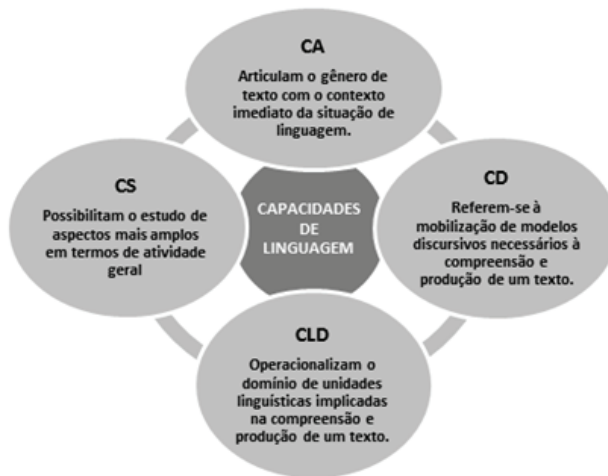 CA
Articulam o gênero de
texto com o contexto
imediato da situação de
linguagem.
CS
Possibilitam o estudo de
aspectos mais amplos
em termos de atividade
geral
CAPACIDADES
DE
LINGUAGEM
CD
Referem-se à
mobilização de modelos
discursivos necessários à
compreensão e
produção de um texto.
CLD
Operacionalizam o
domínio de unidades
linguísticas implicadas
na compreensão e
produção de um texto.